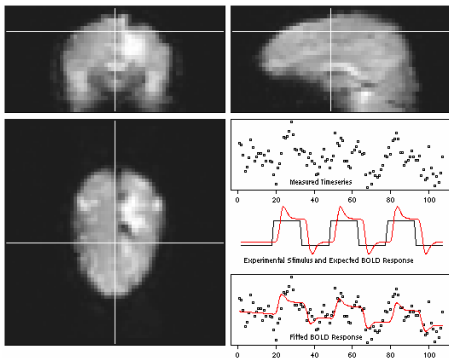 Measured Timeseries
0 20 40 60 80 100
Experimental Stimulus and Expected BOLD Response
Fitted BOLD Response
0 20 40 60 80 100